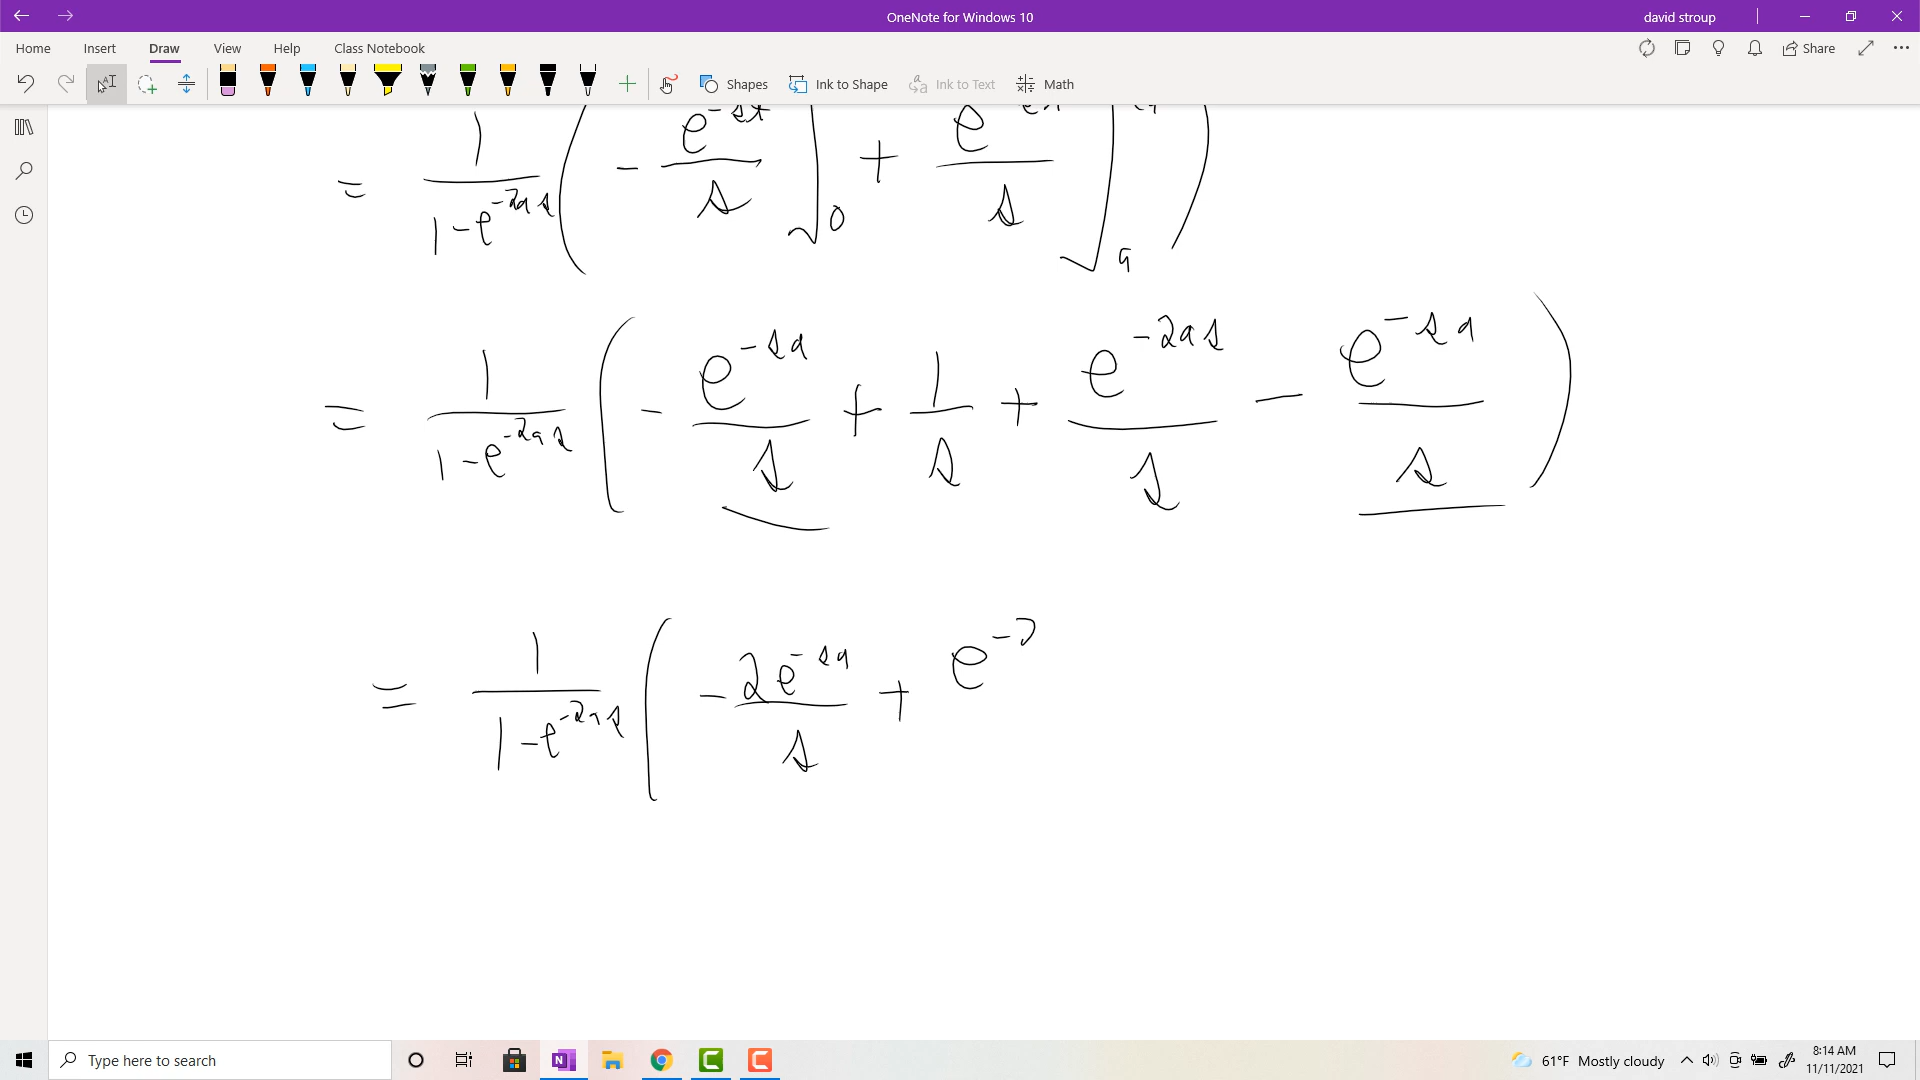 OneNote for Windows 10
david stroup
Home Insert Draw View Help Class Notebook
Share
Shapes Ink to Shape Ink to Text Math
= 1/(1-e^{-2as}) ( - e^{-st}/s ]_0 + e / s ]_a )
= 1/(1-e^{-2as}) ( - e^{-sa}/s + 1/s + e^{-2as}/s - e^{-sa}/s )
= 1/(1-e^{-2as}) ( - 2e^{-sa}/s + e^{-2
Type here to search
61°F Mostly cloudy
8:14 AM
11/11/2021